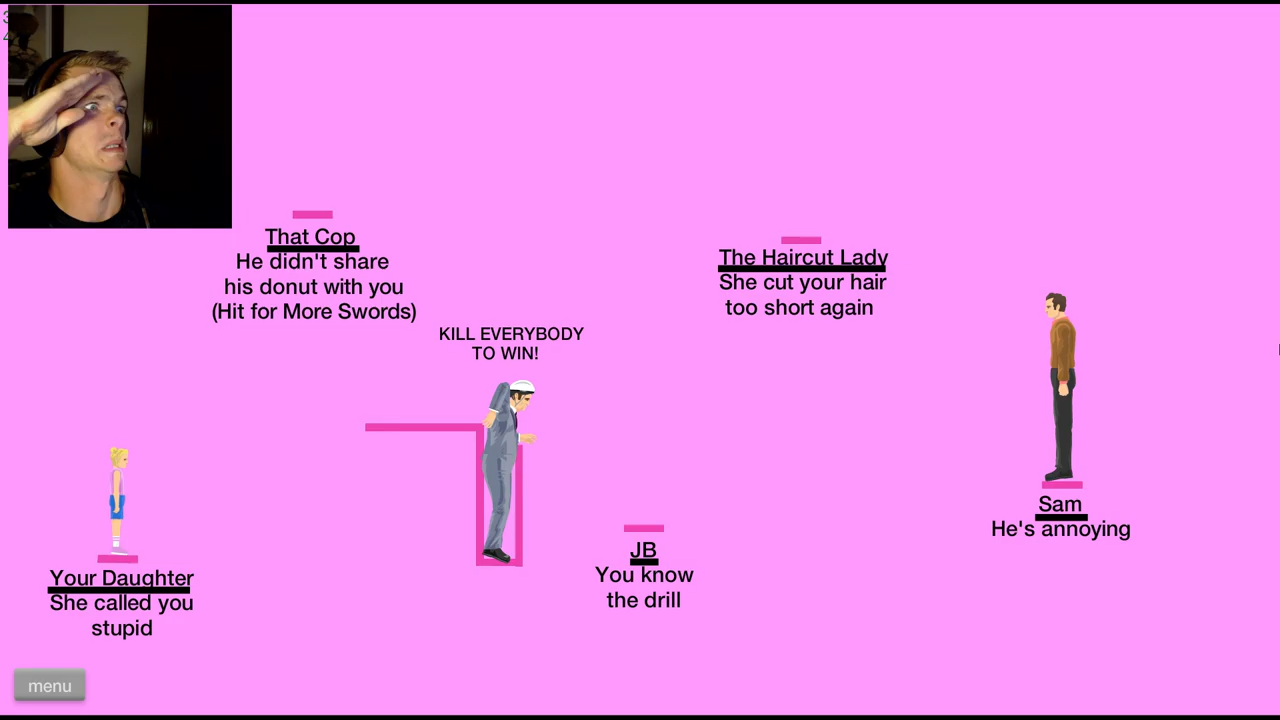 That Cop
He didn't share
his donut with you
(Hit for More Swords)
The Haircut Lady
She cut your hair
too short again
KILL EVERYBODY
TO WIN!
Sam
He's annoying
JB
You know
the drill
Your Daughter
She called you
stupid
menu